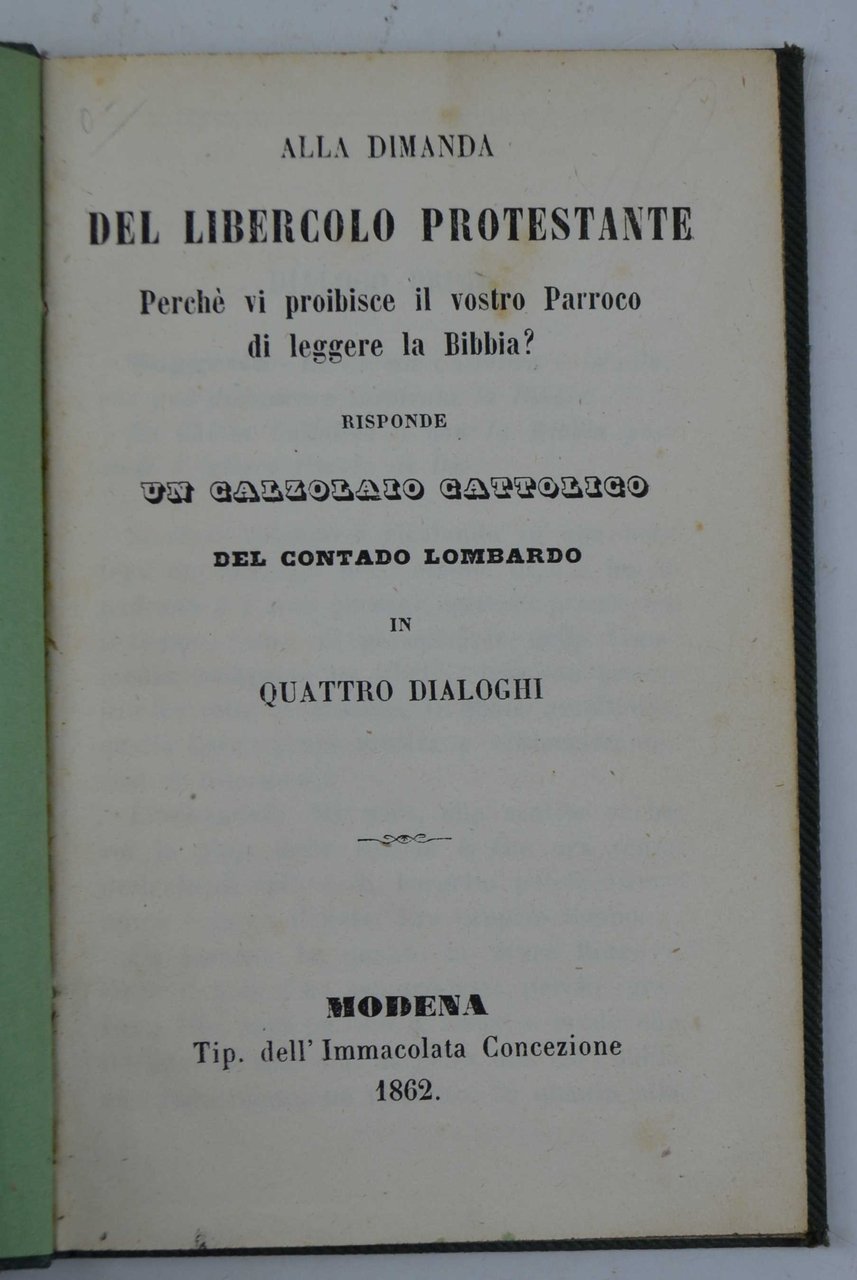 ALLA DIMANDA
DEL LIBERCOLO PROTESTANTE
Perchè vi proibisce il vostro Parroco
di leggere la Bibbia?
RISPONDE
UN CALZOLAIO CATTOLICO
DEL CONTADO LOMBARDO
IN
QUATTRO DIALOGHI
MODENA
Tip. dell' Immacolata Concezione
1862.